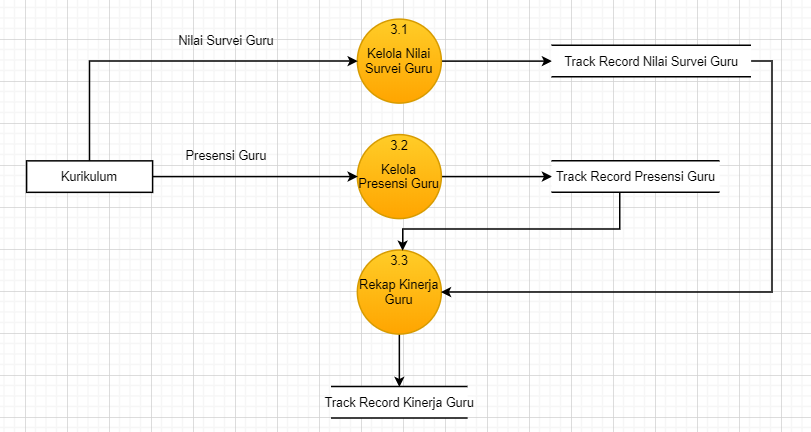 Nilai Survei Guru
3.1
Kelola Nilai
Survei Guru
Track Record Nilai Survei Guru
Presensi Guru
3.2
Kelola
Presensi Guru
Kurikulum
Track Record Presensi Guru
3.3
Rekap Kinerja
Guru
Track Record Kinerja Guru